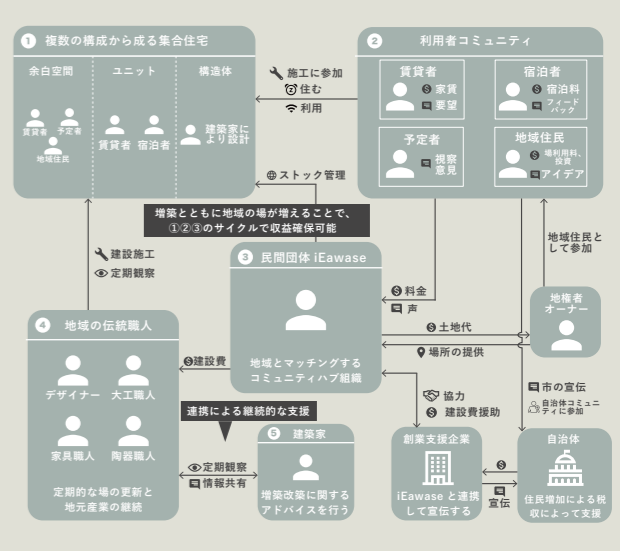 1 複数の構成から成る集合住宅
余白空間
賃貸者
予定者
地域住民
ユニット
賃貸者
宿泊者
構造体
建築家に
より設計
施工に参加
住む
利用
ストック管理
2 利用者コミュニティ
賃貸者
家賃
要望
宿泊者
宿泊料
フィード
バック
予定者
視察
意見
地域住民
場利用料、
投資
アイデア
増築とともに地域の場が増えることで、
①②③のサイクルで収益確保可能
3 民間団体 iEawase
地域とマッチングする
コミュニティハブ組織
料金
声
地域住民と
して参加
地権者
オーナー
土地代
場所の提供
建設施工
定期観察
4 地域の伝統職人
デザイナー
大工職人
家具職人
陶器職人
定期的な場の更新と
地元産業の継続
建設費
連携による継続的な支援
定期観察
情報共有
5 建築家
増築改築に関する
アドバイスを行う
協力
建設費援助
創業支援企業
iEawase と連携
して宣伝する
市の宣伝
自治体コミュニ
ティに参加
宣伝
自治体
住民増加による税
収によって支援